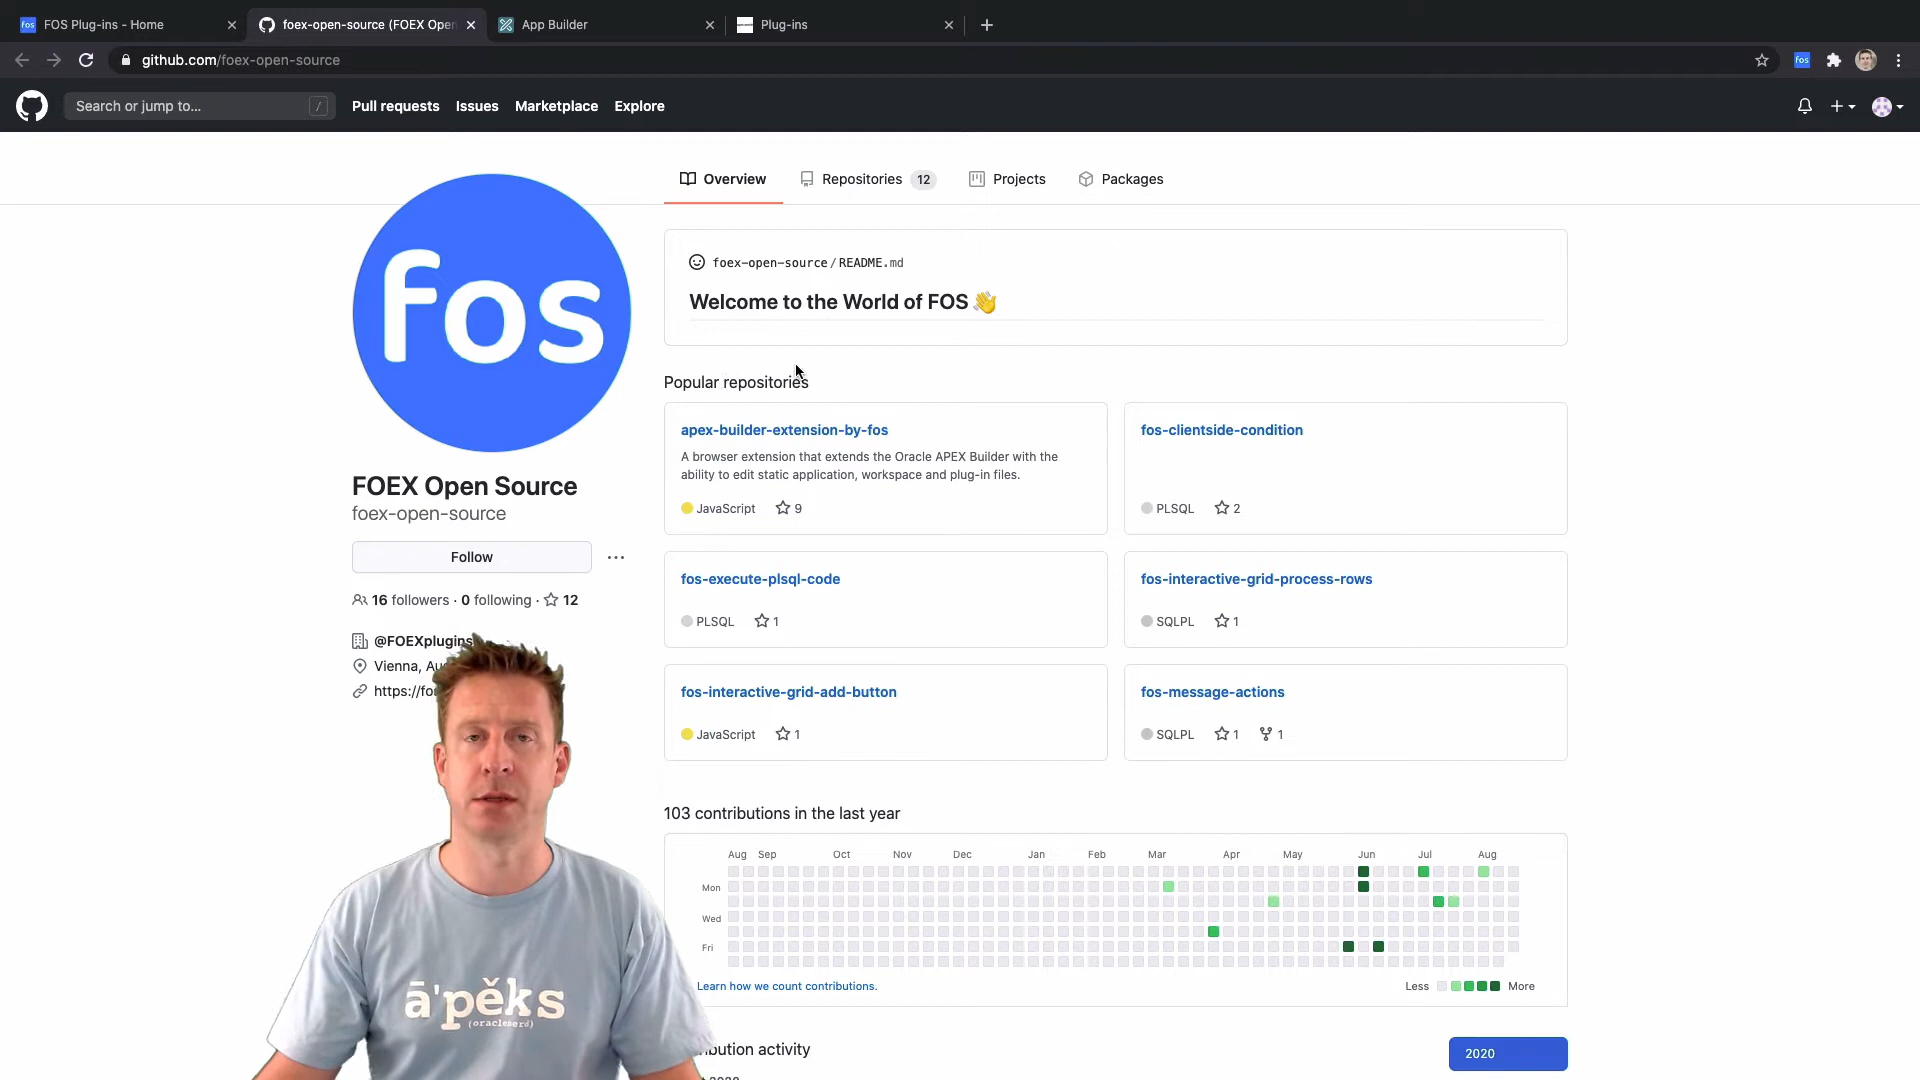 fos FOS Plug-ins - Home
foex-open-source (FOEX Open
App Builder
Plug-ins
github.com/foex-open-source
fos
Search or jump to... /
Pull requests Issues Marketplace Explore
Overview Repositories 12 Projects Packages
fos
foex-open-source/README.md
Welcome to the World of FOS 👋
Popular repositories
apex-builder-extension-by-fos
A browser extension that extends the Oracle APEX Builder with the
ability to edit static application, workspace and plug-in files.
JavaScript 9
fos-clientside-condition
PLSQL 2
fos-execute-plsql-code
PLSQL 1
fos-interactive-grid-process-rows
SQLPL 1
fos-interactive-grid-add-button
JavaScript 1
fos-message-actions
SQLPL 1 1
FOEX Open Source
foex-open-source
Follow
16 followers · 0 following · 12
@FOEXplugins
Vienna,
https://
103 contributions in the last year
Aug Sep Oct Nov Dec Jan Feb Mar Apr May Jun Jul Aug
Mon
Wed
Fri
Learn how we count contributions.
Less More
bution activity
2020
ā'pĕks
(oraclenerd)